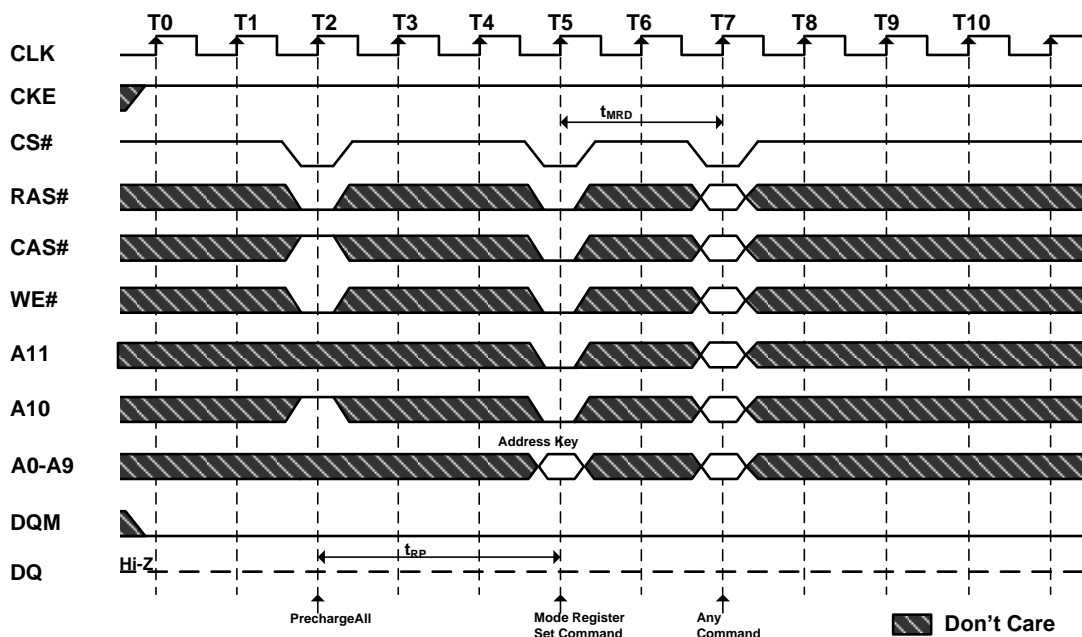 T0 T1 T2 T3 T4 T5 T6 T7 T8 T9 T10
CLK
CKE
tMRD
CS#
RAS#
CAS#
WE#
A11
A10
Address Key
A0-A9
DQM
tRP
Hi-Z
DQ
PrechargeAll
Mode Register
Set Command
Any
Command
Don't Care